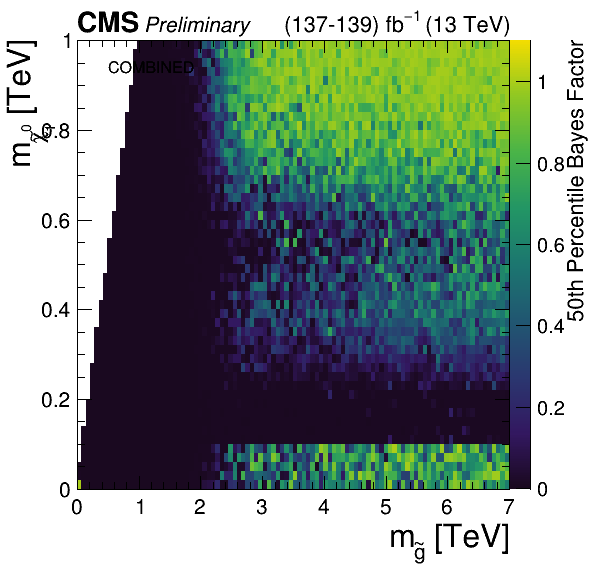 CMS Preliminary (137-139) fb⁻¹ (13 TeV)
COMBINED
m_χ̃⁰ [TeV]
1
0.8
0.6
0.4
0.2
0
0 1 2 3 4 5 6 7
m_g̃ [TeV]
1
0.8
0.6
0.4
0.2
0
50th Percentile Bayes Factor